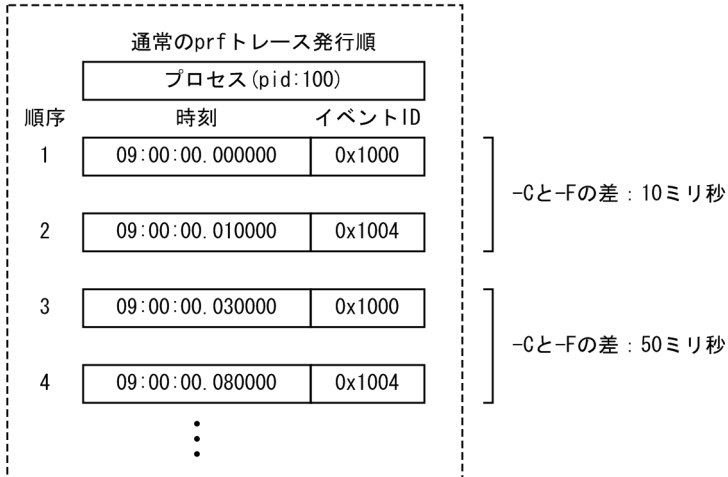 通常のprfトレース発行順
プロセス(pid:100)
順序 時刻 イベントID
1 09:00:00.000000 0x1000
-Cと-Fの差：10ミリ秒
2 09:00:00.010000 0x1004
3 09:00:00.030000 0x1000
-Cと-Fの差：50ミリ秒
4 09:00:00.080000 0x1004